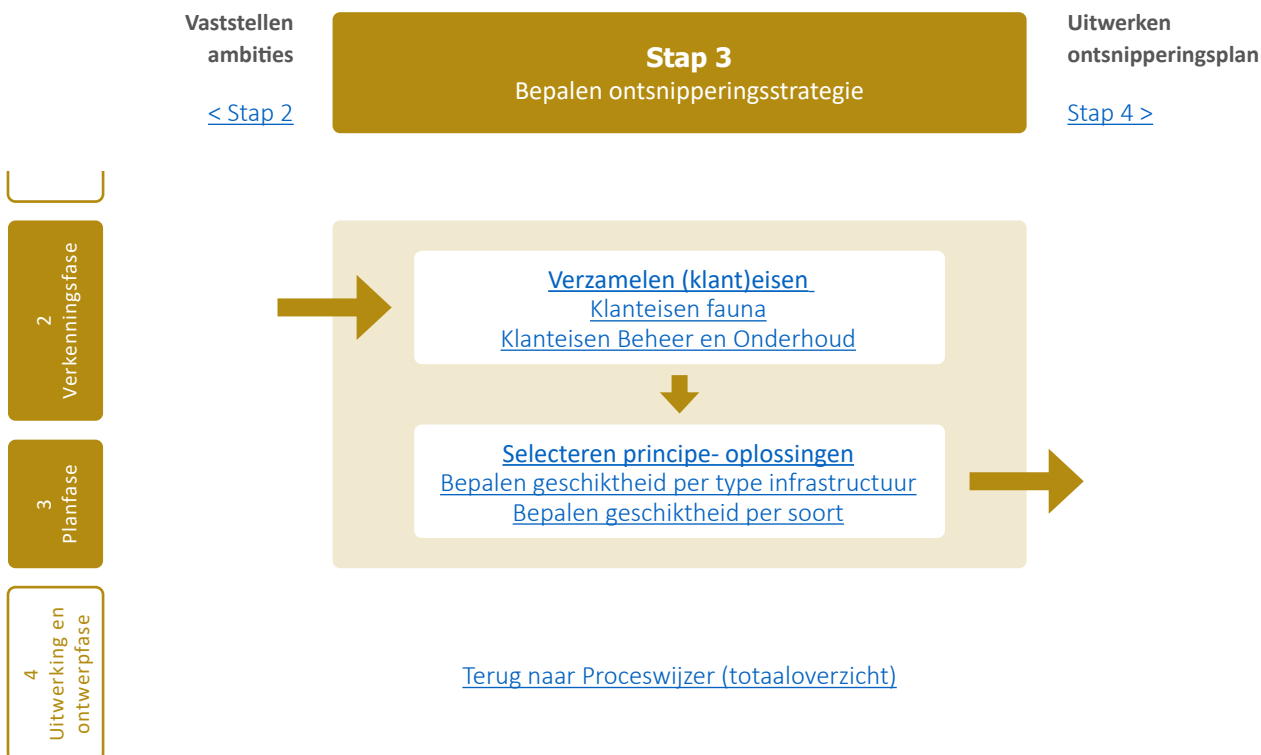 Vaststellen
ambities
< Stap 2
Stap 3
Bepalen ontsnipperingsstrategie
Uitwerken
ontsnipperingsplan
Stap 4 >
2
Verkenningsfase
3
Planfase
4
Uitwerking en
ontwerpfase
Verzamelen (klant)eisen
Klanteisen fauna
Klanteisen Beheer en Onderhoud
Selecteren principe- oplossingen
Bepalen geschiktheid per type infrastructuur
Bepalen geschiktheid per soort
Terug naar Proceswijzer (totaaloverzicht)